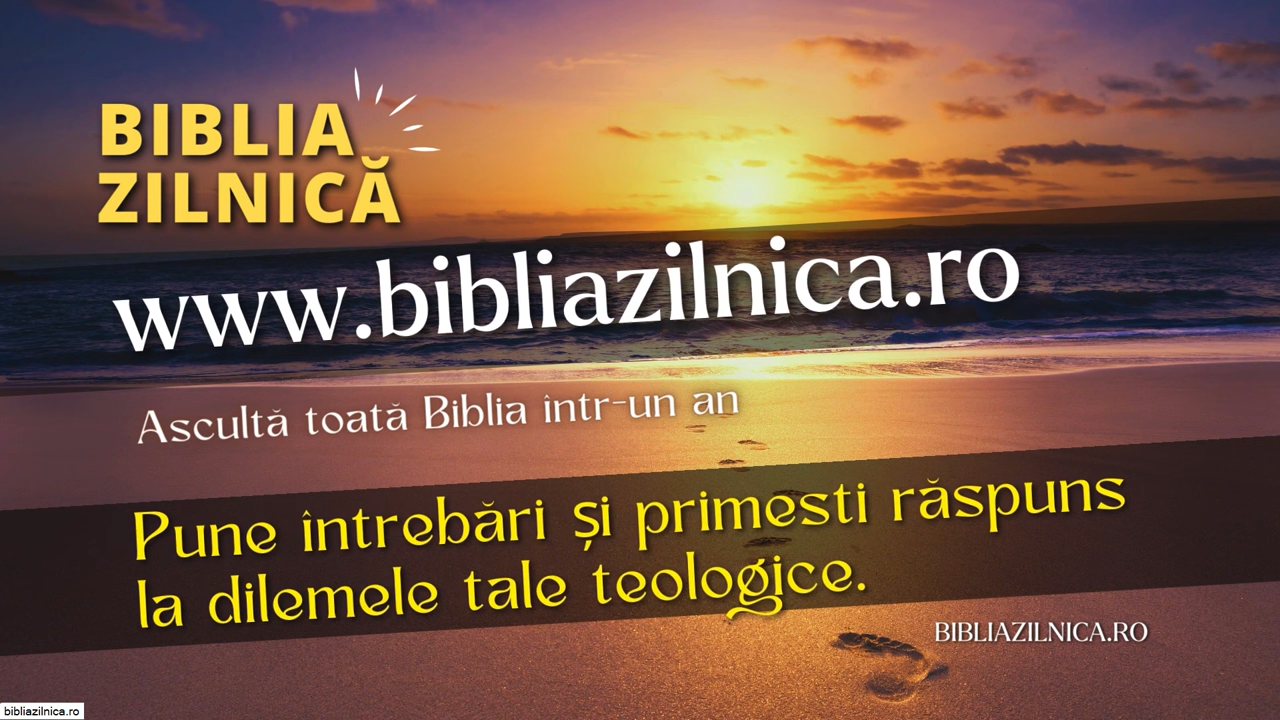 BIBLIA
ZILNICĂ
www.bibliazilnica.ro
Ascultă toată Biblia într-un an
Pune întrebări și primesti răspuns
la dilemele tale teologice.
BIBLIAZILNICA.RO
bibliazilnica.ro